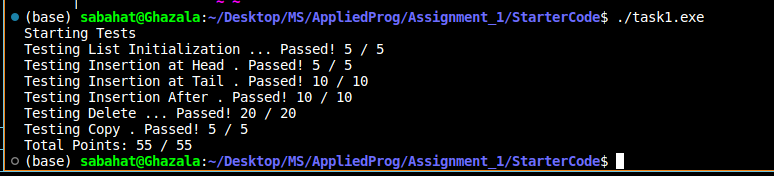 (base) sabahat@Ghazala:~/Desktop/MS/AppliedProg/Assignment_1/StarterCode$ ./task1.exe
Starting Tests
Testing List Initialization ... Passed! 5 / 5
Testing Insertion at Head . Passed! 5 / 5
Testing Insertion at Tail . Passed! 10 / 10
Testing Insertion After . Passed! 10 / 10
Testing Delete ... Passed! 20 / 20
Testing Copy . Passed! 5 / 5
Total Points: 55 / 55
(base) sabahat@Ghazala:~/Desktop/MS/AppliedProg/Assignment_1/StarterCode$